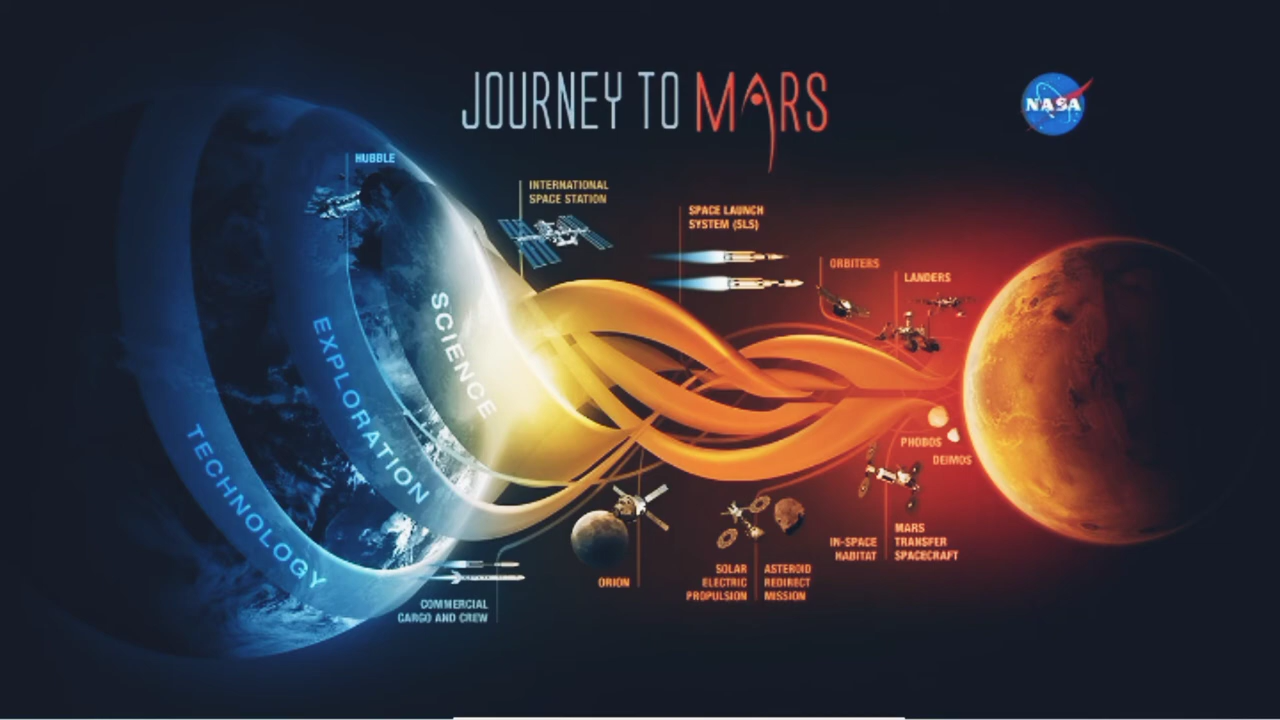 JOURNEY TO MARS
NASA
HUBBLE
INTERNATIONAL
SPACE STATION
SPACE LAUNCH
SYSTEM (SLS)
ORBITERS
LANDERS
SCIENCE
EXPLORATION
TECHNOLOGY
PHOBOS
DEIMOS
COMMERCIAL
CARGO AND CREW
ORION
SOLAR
ELECTRIC
PROPULSION
ASTEROID
REDIRECT
MISSION
IN-SPACE
HABITAT
MARS
TRANSFER
SPACECRAFT